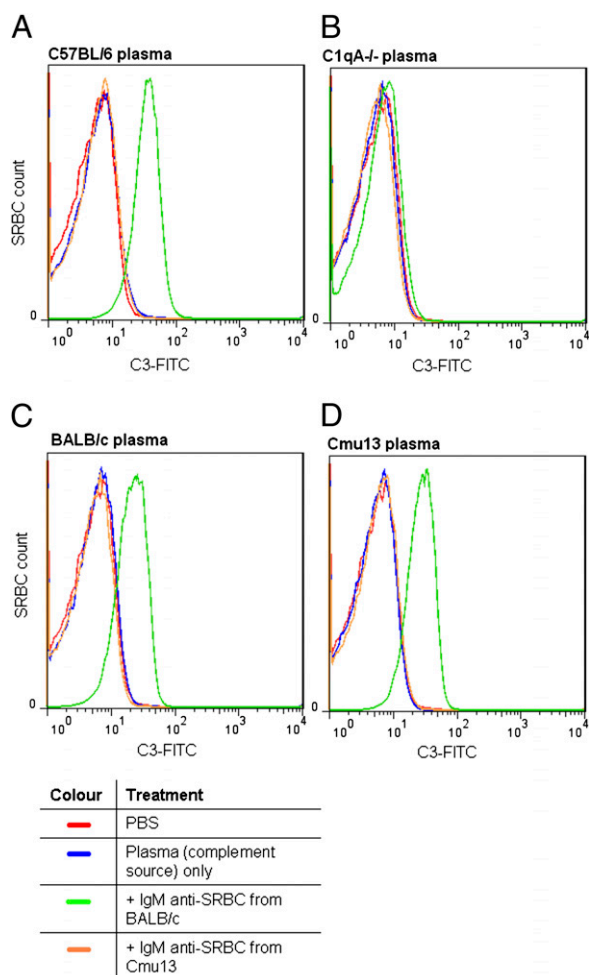 A
B
C57BL/6 plasma
C1qA-/- plasma
SRBC count
0
0
10^0 10^1 10^2 10^3 10^4
10^0 10^1 10^2 10^3 10^4
C3-FITC
C3-FITC
C
D
BALB/c plasma
Cmu13 plasma
SRBC count
0
0
10^0 10^1 10^2 10^3 10^4
10^0 10^1 10^2 10^3 10^4
C3-FITC
C3-FITC
Colour Treatment
PBS
Plasma (complement
source) only
+ IgM anti-SRBC from
BALB/c
+ IgM anti-SRBC from
Cmu13